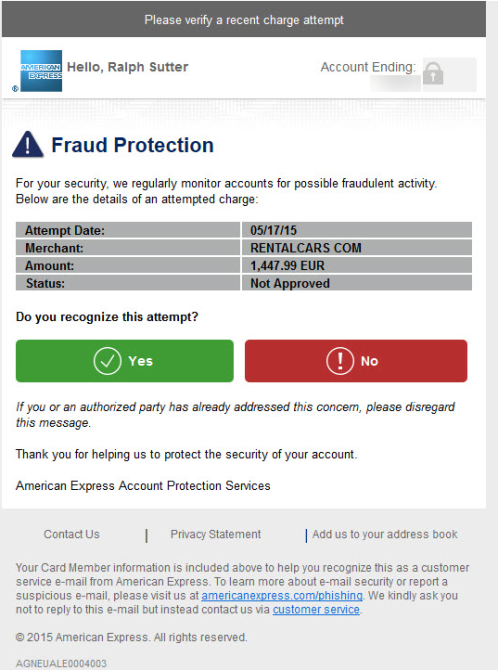 Please verify a recent charge attempt
AMERICAN EXPRESS
®
Hello, Ralph Sutter
Account Ending:
Fraud Protection
For your security, we regularly monitor accounts for possible fraudulent activity.
Below are the details of an attempted charge:
Attempt Date: 05/17/15
Merchant: RENTALCARS COM
Amount: 1,447.99 EUR
Status: Not Approved
Do you recognize this attempt?
Yes No
If you or an authorized party has already addressed this concern, please disregard
this message.
Thank you for helping us to protect the security of your account.
American Express Account Protection Services
Contact Us | Privacy Statement | Add us to your address book
Your Card Member information is included above to help you recognize this as a customer
service e-mail from American Express. To learn more about e-mail security or report a
suspicious e-mail, please visit us at americanexpress.com/phishing. We kindly ask you
not to reply to this e-mail but instead contact us via customer service.
© 2015 American Express. All rights reserved.
AGNEUALE0004003